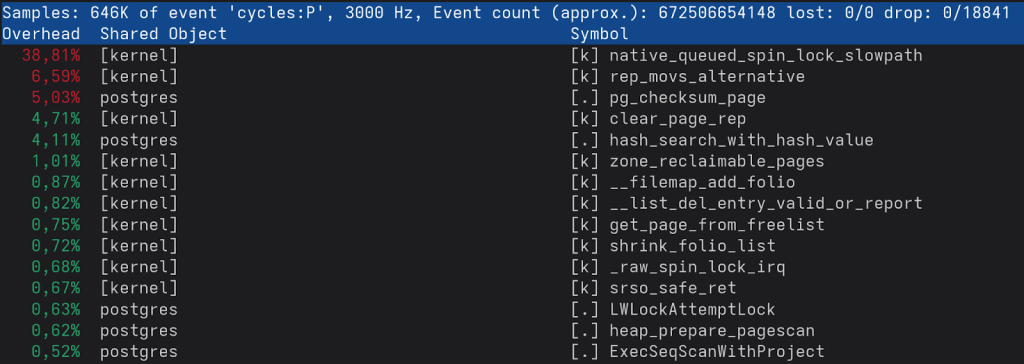 Samples: 646K of event 'cycles:P', 3000 Hz, Event count (approx.): 672506654148 lost: 0/0 drop: 0/18841
Overhead  Shared Object  Symbol
38,81%  [kernel]  [k] native_queued_spin_lock_slowpath
6,59%  [kernel]  [k] rep_movs_alternative
5,03%  postgres  [.] pg_checksum_page
4,71%  [kernel]  [k] clear_page_rep
4,11%  postgres  [.] hash_search_with_hash_value
1,01%  [kernel]  [k] zone_reclaimable_pages
0,87%  [kernel]  [k] __filemap_add_folio
0,82%  [kernel]  [k] __list_del_entry_valid_or_report
0,75%  [kernel]  [k] get_page_from_freelist
0,72%  [kernel]  [k] shrink_folio_list
0,68%  [kernel]  [k] _raw_spin_lock_irq
0,67%  [kernel]  [k] srso_safe_ret
0,63%  postgres  [.] LWLockAttemptLock
0,62%  postgres  [.] heap_prepare_pagescan
0,52%  postgres  [.] ExecSeqScanWithProject